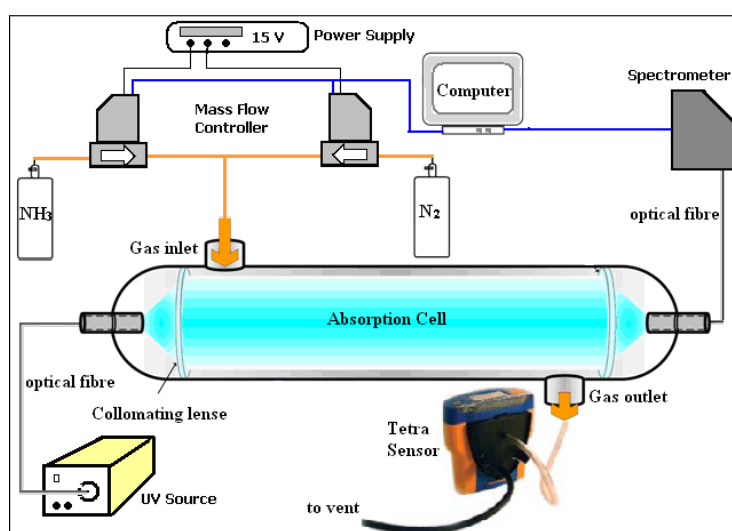 15 V
Power Supply
Spectrometer
Computer
Mass Flow
Controller
NH3
N2
optical fibre
Gas inlet
Absorption Cell
optical fibre
Collomating lense
Gas outlet
Tetra
Sensor
UV Source
to vent